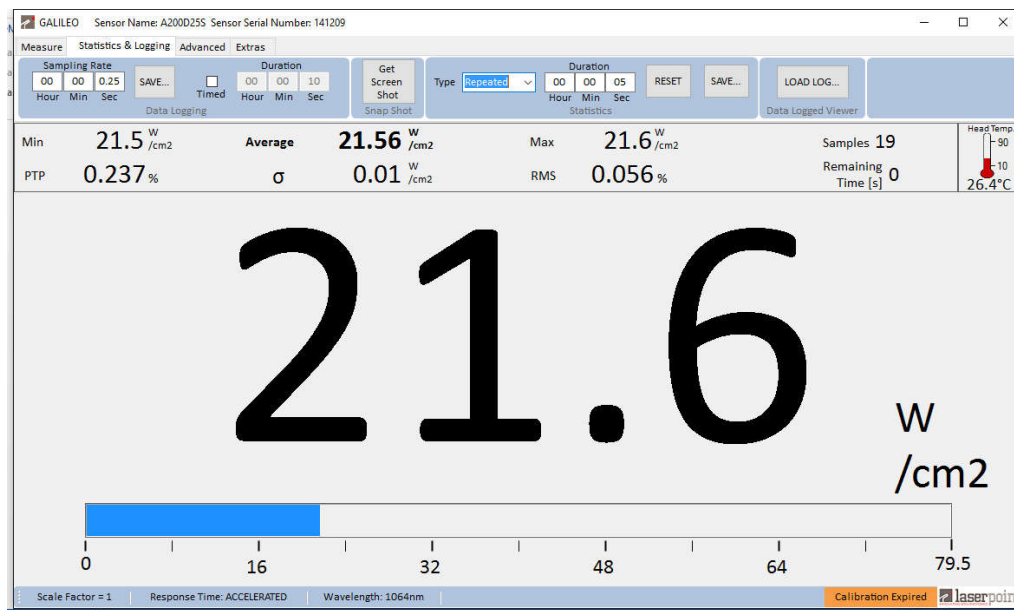 GALILEO Sensor Name: A200D25S Sensor Serial Number: 141209
Measure Statistics & Logging Advanced Extras
Sampling Rate Duration Get Duration
00 00 0.25 SAVE... Timed 00 00 10 Screen Type Repeated 00 00 05 RESET SAVE... LOAD LOG...
Hour Min Sec Hour Min Sec Shot Hour Min Sec
Data Logging Snap Shot Statistics Data Logged Viewer
Min 21.5 W/cm2 Average 21.56 W/cm2 Max 21.6 W/cm2 Samples 19 Head Temp.
90
PTP 0.237 % σ 0.01 W/cm2 RMS 0.056 % Remaining Time [s] 0 10
26.4°C
21.6
W
/cm2
0 16 32 48 64 79.5
Scale Factor = 1 Response Time: ACCELERATED Wavelength: 1064nm Calibration Expired laserpoin